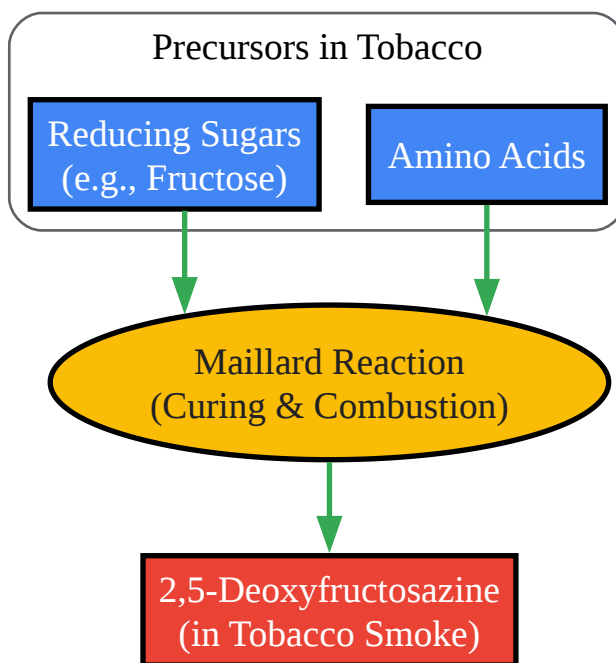 Precursors in Tobacco
Reducing Sugars
(e.g., Fructose)
Amino Acids
Maillard Reaction
(Curing & Combustion)
2,5-Deoxyfructosazine
(in Tobacco Smoke)